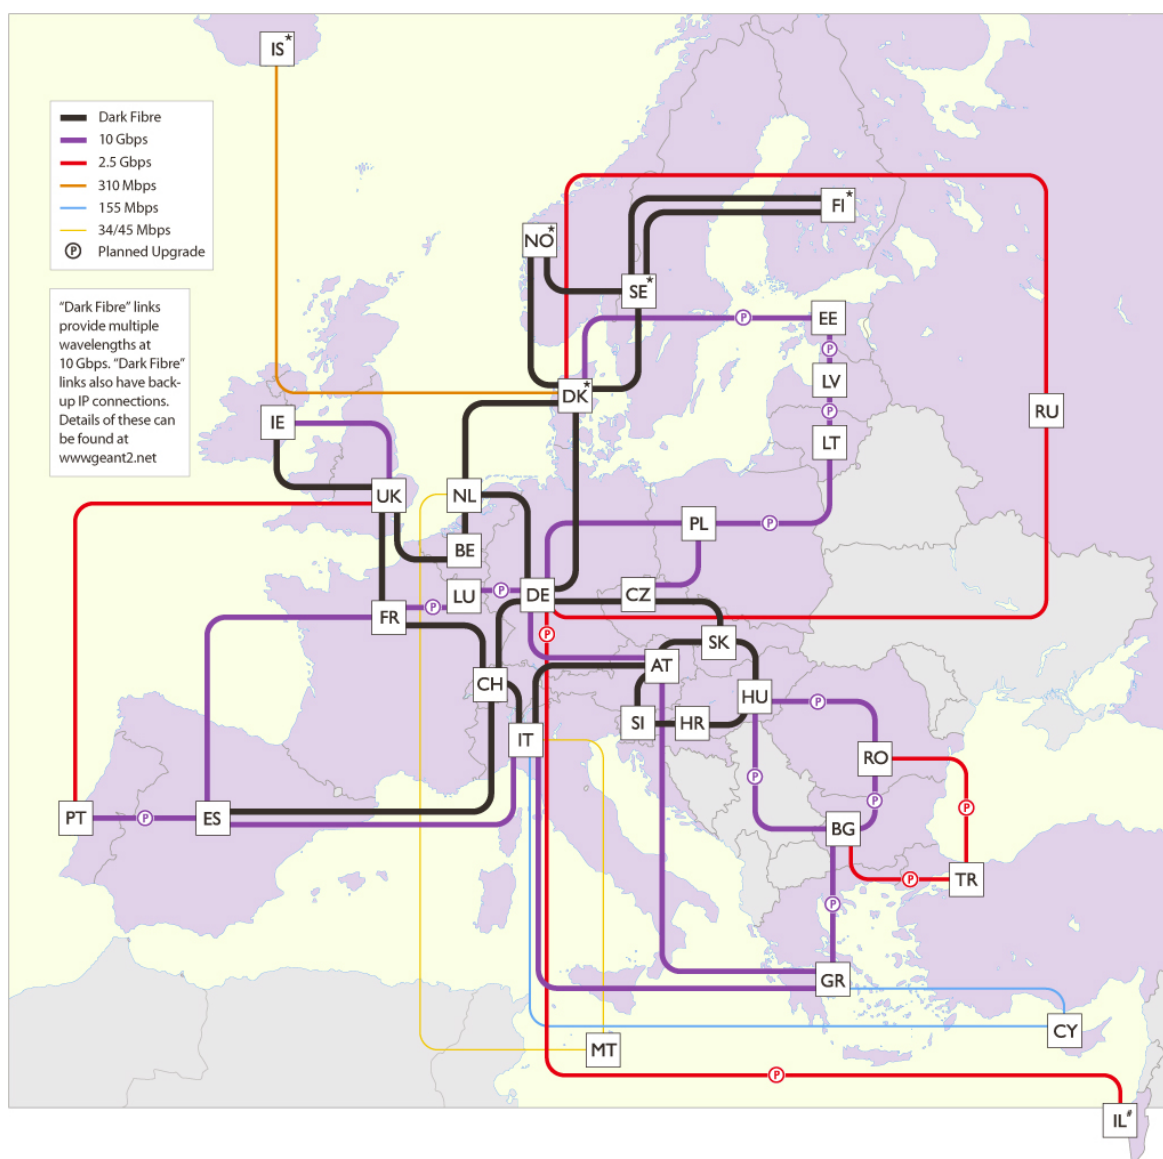 IS*
Dark Fibre
10 Gbps
2.5 Gbps
310 Mbps
155 Mbps
34/45 Mbps
P Planned Upgrade
"Dark Fibre" links
provide multiple
wavelengths at
10 Gbps. "Dark Fibre"
links also have back-
up IP connections.
Details of these can
be found at
www.geant2.net
FI*
NO*
SE*
P
EE
P
LV
P
LT
DK*
RU
IE
UK
NL
PL
P
BE
LU
P
DE
CZ
P
FR
P
SK
AT
CH
HU
P
SI
HR
IT
RO
P
P
P
PT
P
ES
BG
P
P
TR
GR
CY
MT
P
IL#